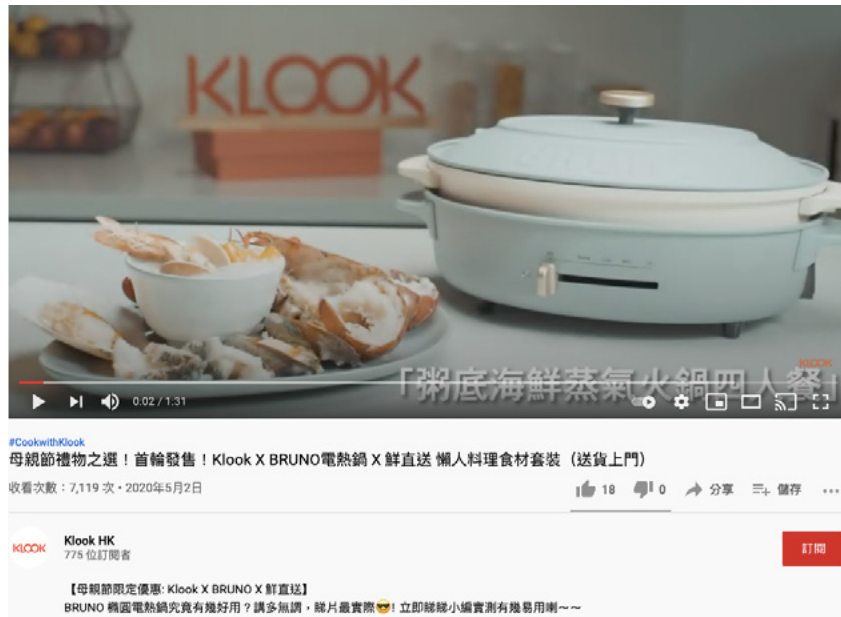 KLOOK
KLOOK
「粥底海鮮蒸氣火鍋四人餐」
0:02 / 1:31
#CookwithKlook
母親節禮物之選！首輪發售！Klook X BRUNO電熱鍋 X 鮮直送 懶人料理食材套裝（送貨上門）
收看次數：7,119 次 • 2020年5月2日
18 0 分享 儲存
KLOOK
Klook HK
775 位訂閱者
訂閱
【母親節限定優惠: Klook X BRUNO X 鮮直送】
BRUNO 橢圓電熱鍋究竟有幾好用？講多無謂，睇片最實際😎! 立即睇睇小編實測有幾易用喇～～